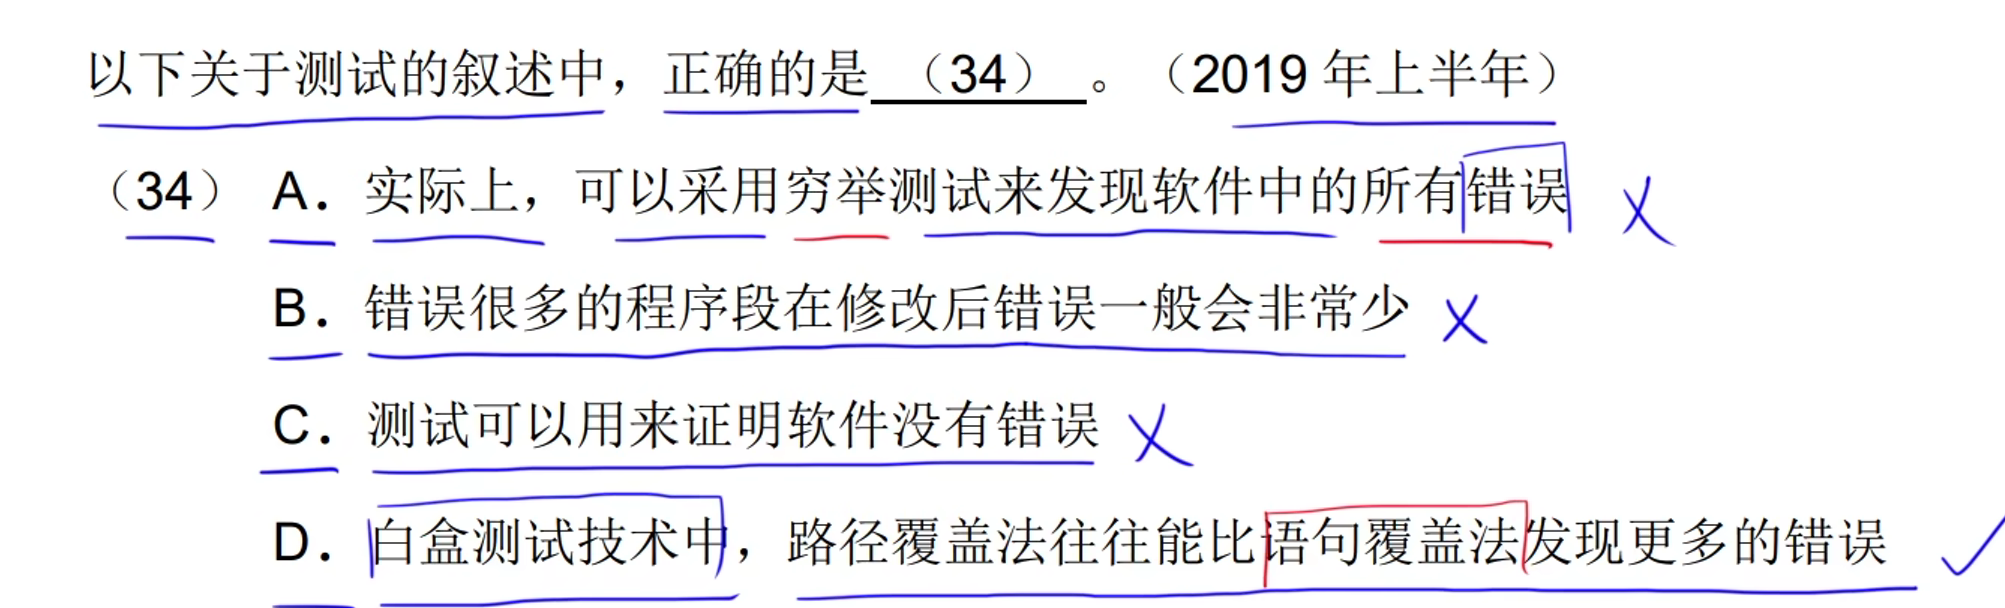 以下关于测试的叙述中，正确的是 （34） 。（2019 年上半年）
（34） A. 实际上，可以采用穷举测试来发现软件中的所有错误
B. 错误很多的程序段在修改后错误一般会非常少
C. 测试可以用来证明软件没有错误
D. 白盒测试技术中，路径覆盖法往往能比语句覆盖法发现更多的错误